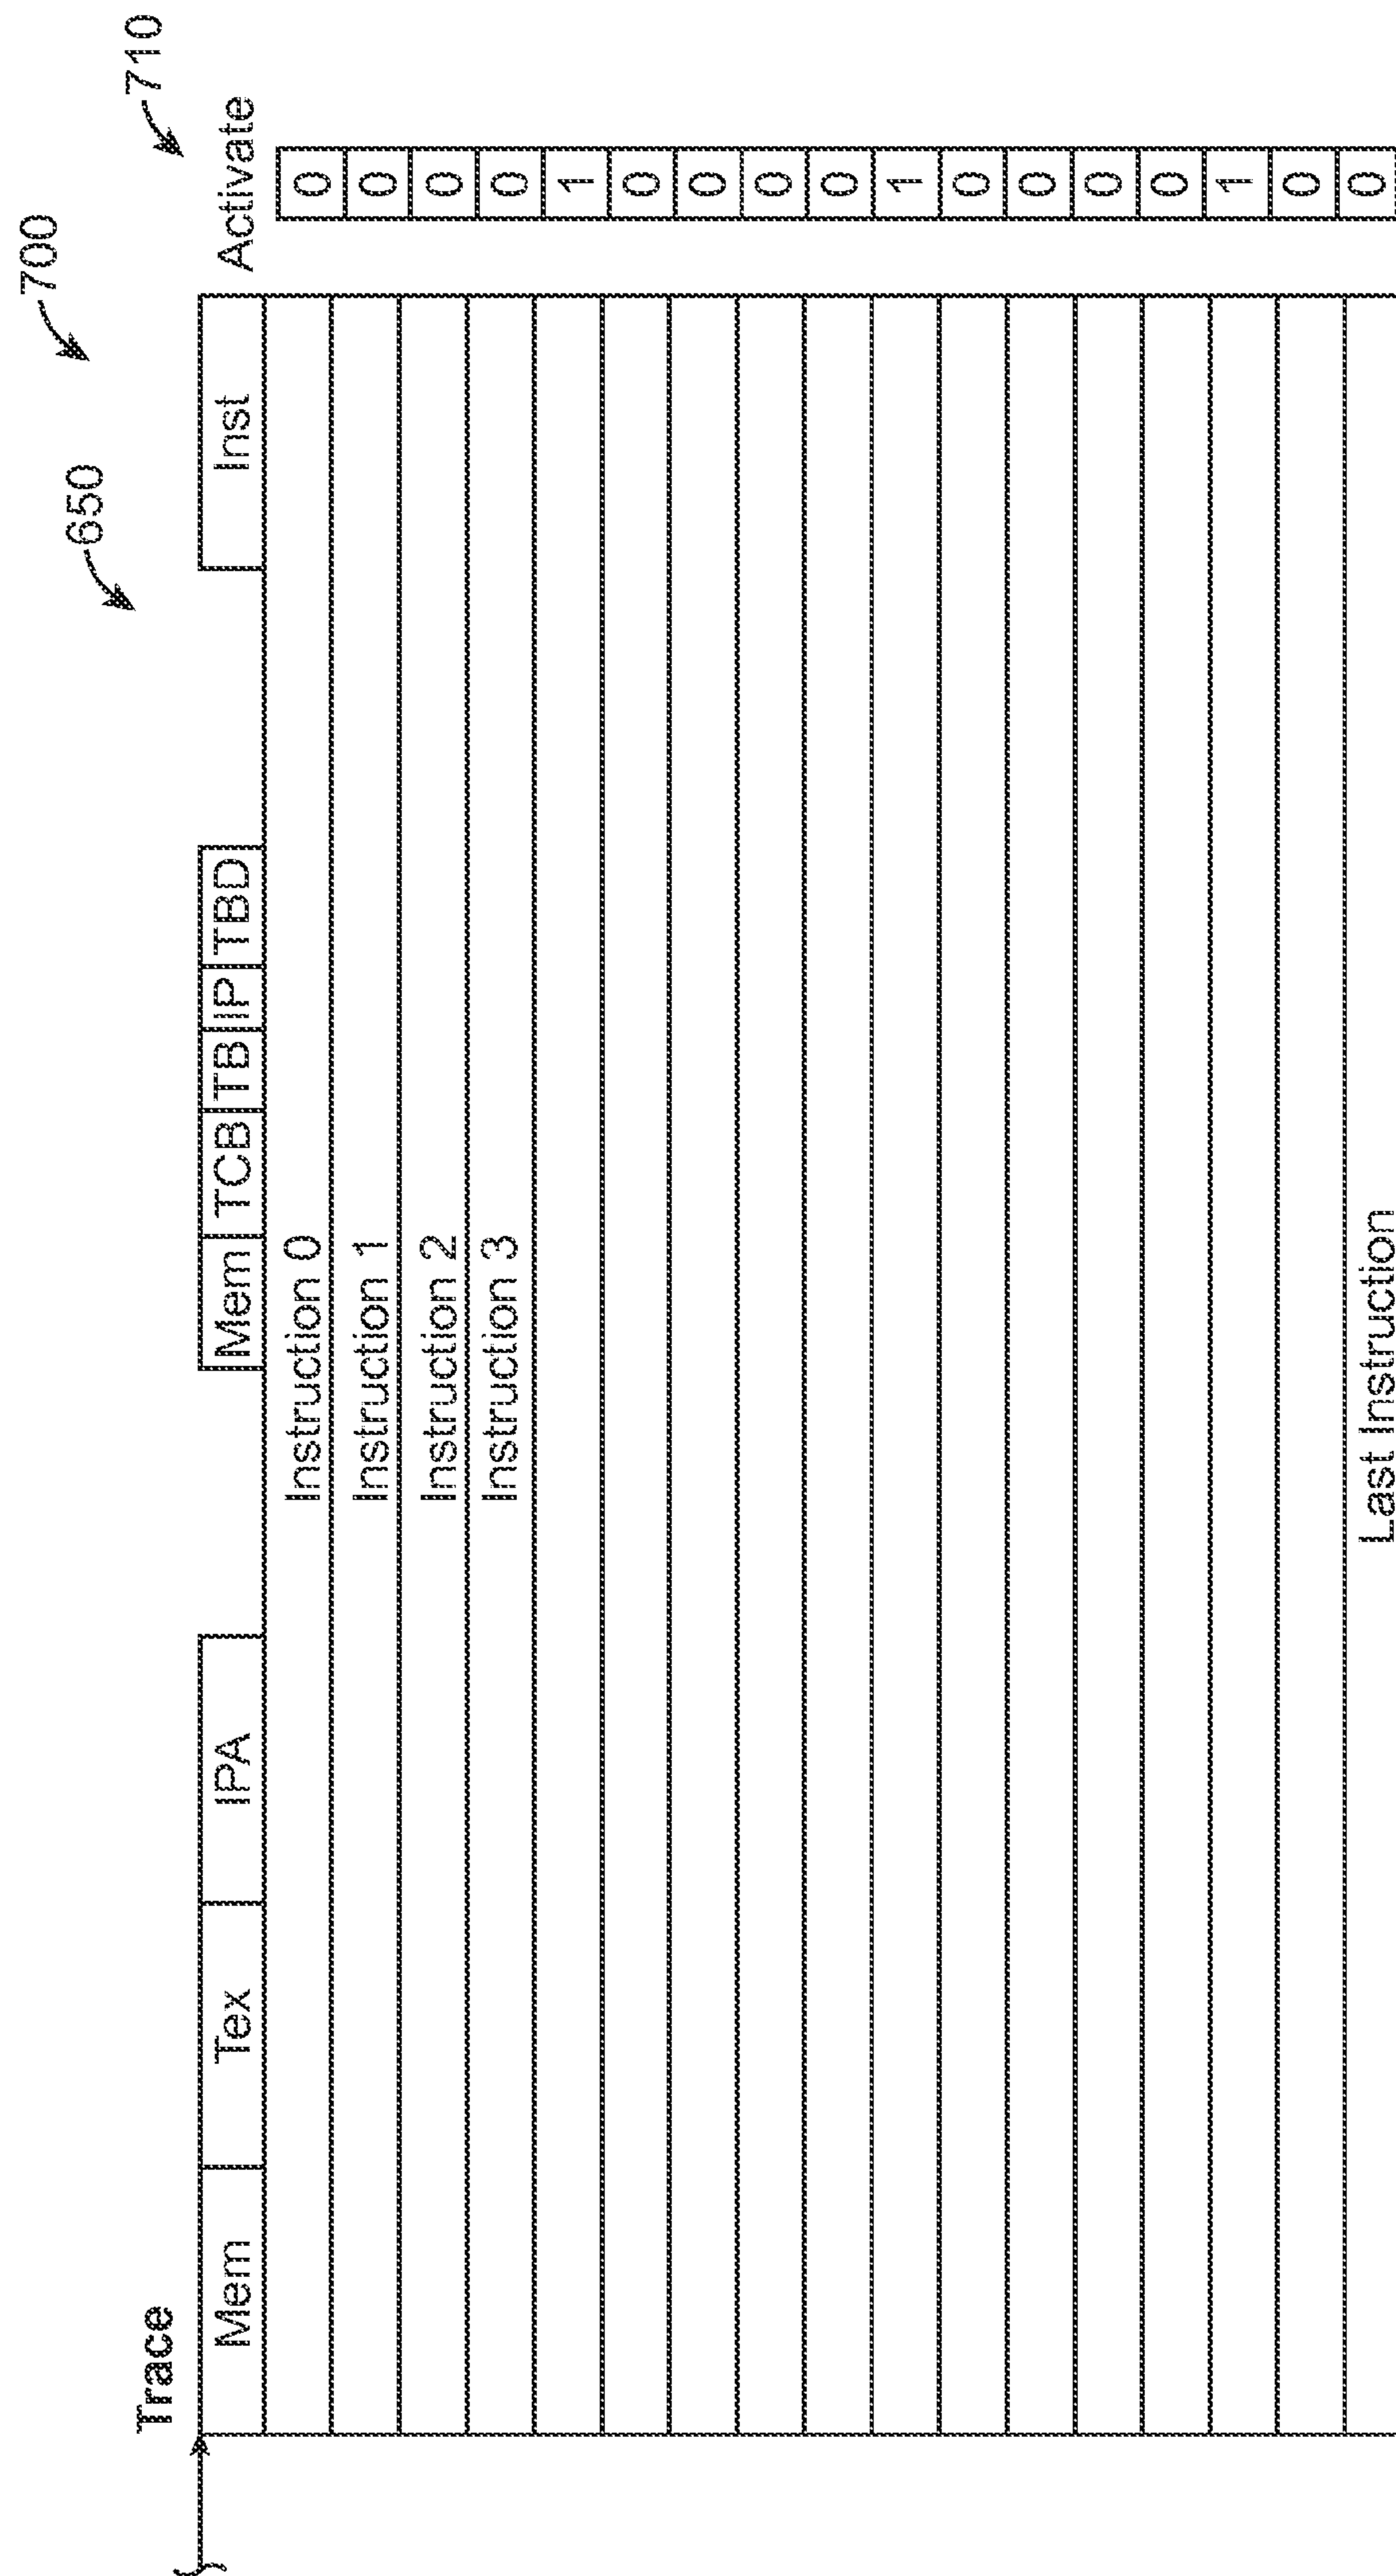 700
650
710
Trace
Activate
Mem Tex IPA Mem TCB TB IP TBD Inst
Instruction 0 0
Instruction 1 0
Instruction 2 0
Instruction 3 0
1
0
0
0
0
1
0
0
0
0
1
0
Last Instruction 0